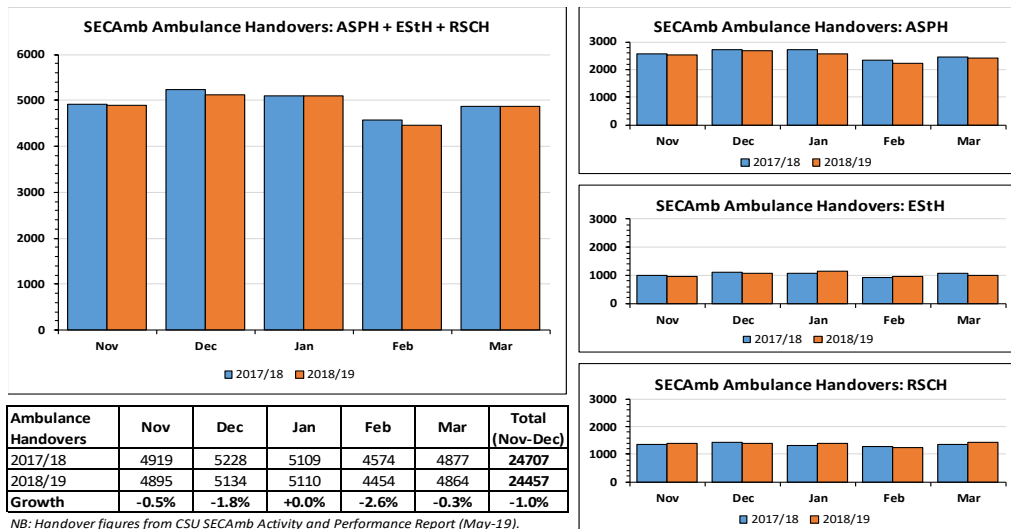 SECAmb Ambulance Handovers: ASPH + EStH + RSCH
6000
5000
4000
3000
2000
1000
0
Nov Dec Jan Feb Mar
2017/18 2018/19
SECAmb Ambulance Handovers: ASPH
3000
2000
1000
0
Nov Dec Jan Feb Mar
2017/18 2018/19
SECAmb Ambulance Handovers: EStH
3000
2000
1000
0
Nov Dec Jan Feb Mar
2017/18 2018/19
SECAmb Ambulance Handovers: RSCH
3000
2000
1000
0
Nov Dec Jan Feb Mar
2017/18 2018/19
Ambulance Handovers Nov Dec Jan Feb Mar Total (Nov-Dec)
2017/18 4919 5228 5109 4574 4877 24707
2018/19 4895 5134 5110 4454 4864 24457
Growth -0.5% -1.8% +0.0% -2.6% -0.3% -1.0%
NB: Handover figures from CSU SECAmb Activity and Performance Report (May-19).